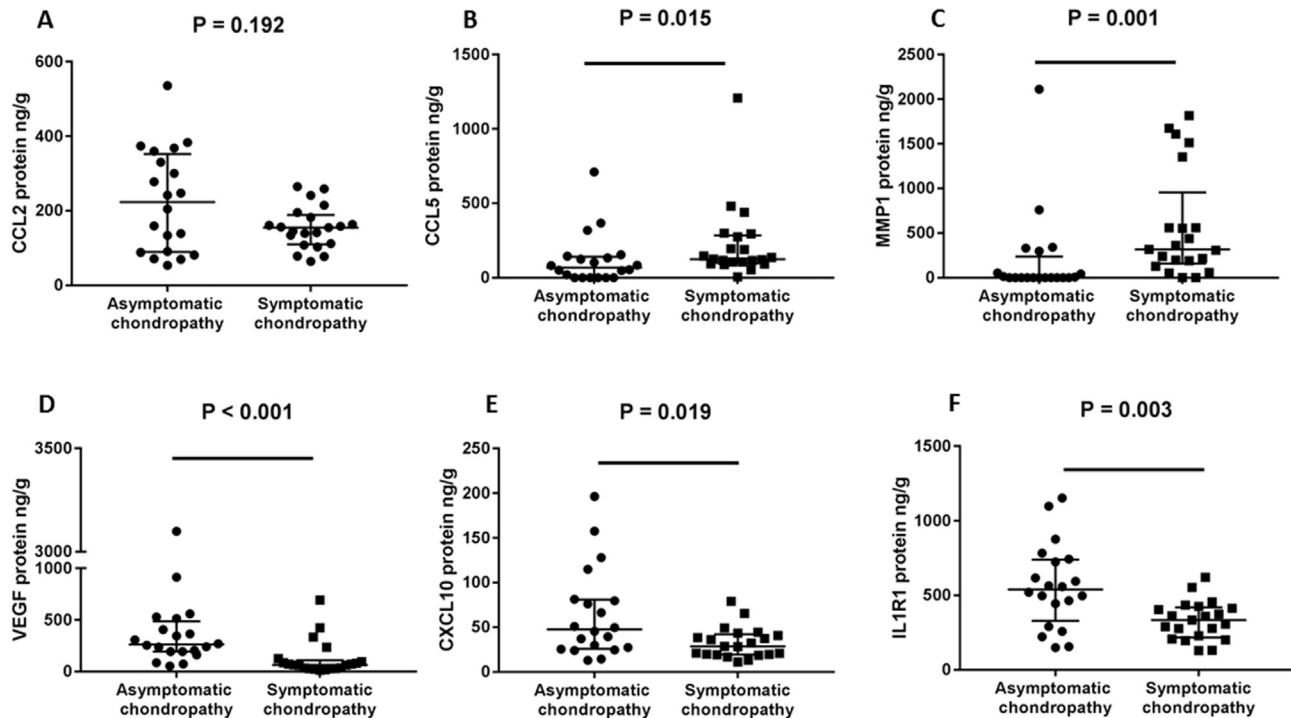 A
P = 0.192
CCL2 protein ng/g
600
400
200
0
Asymptomatic
chondropathy
Symptomatic
chondropathy
B
P = 0.015
CCL5 protein ng/g
1500
1000
500
0
Asymptomatic
chondropathy
Symptomatic
chondropathy
C
P = 0.001
MMP1 protein ng/g
2500
2000
1500
1000
500
0
Asymptomatic
chondropathy
Symptomatic
chondropathy
D
P < 0.001
VEGF protein ng/g
3500
3000
1000
500
0
Asymptomatic
chondropathy
Symptomatic
chondropathy
E
P = 0.019
CXCL10 protein ng/g
250
200
150
100
50
0
Asymptomatic
chondropathy
Symptomatic
chondropathy
F
P = 0.003
IL1R1 protein ng/g
1500
1000
500
0
Asymptomatic
chondropathy
Symptomatic
chondropathy